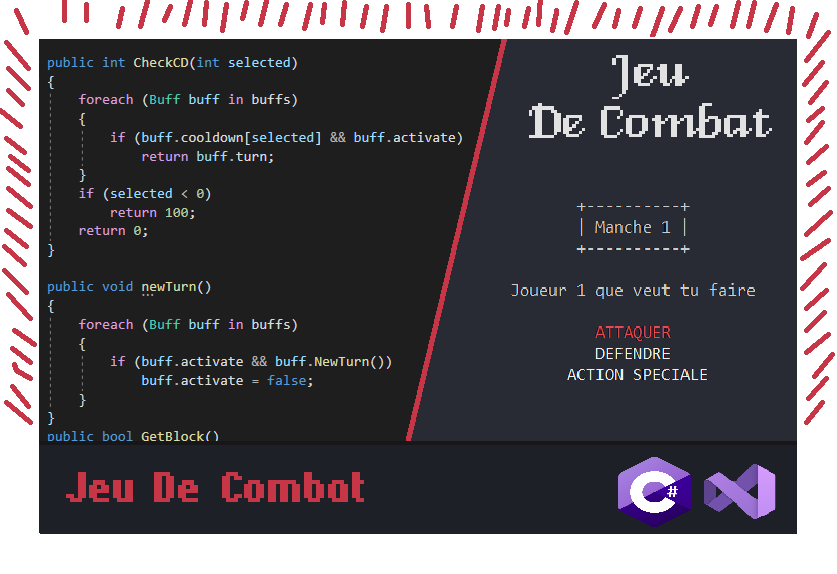 public int CheckCD(int selected)
{
foreach (Buff buff in buffs)
{
if (buff.cooldown[selected] && buff.activate)
return buff.turn;
}
if (selected < 0)
return 100;
return 0;
}
public void newTurn()
{
foreach (Buff buff in buffs)
{
if (buff.activate && buff.NewTurn())
buff.activate = false;
}
}
public bool GetBlock()
Jeu
De Combat
+----------+
| Manche 1 |
+----------+
Joueur 1 que veut tu faire
ATTAQUER
DEFENDRE
ACTION SPECIALE
Jeu De Combat
C#